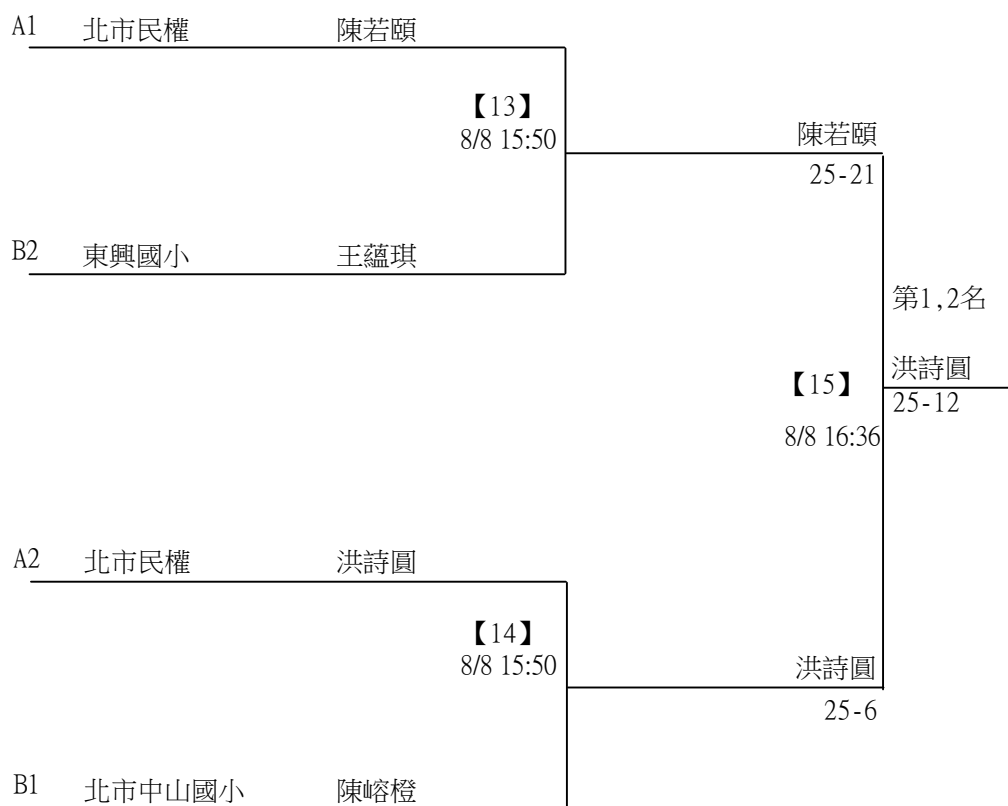 A1 北市民權 陳若頤
【13】
8/8 15:50
陳若頤
25-21
B2 東興國小 王蘊琪
第1,2名
洪詩圓
【15】
25-12
8/8 16:36
A2 北市民權 洪詩圓
【14】
8/8 15:50
洪詩圓
25-6
B1 北市中山國小 陳嵱橙